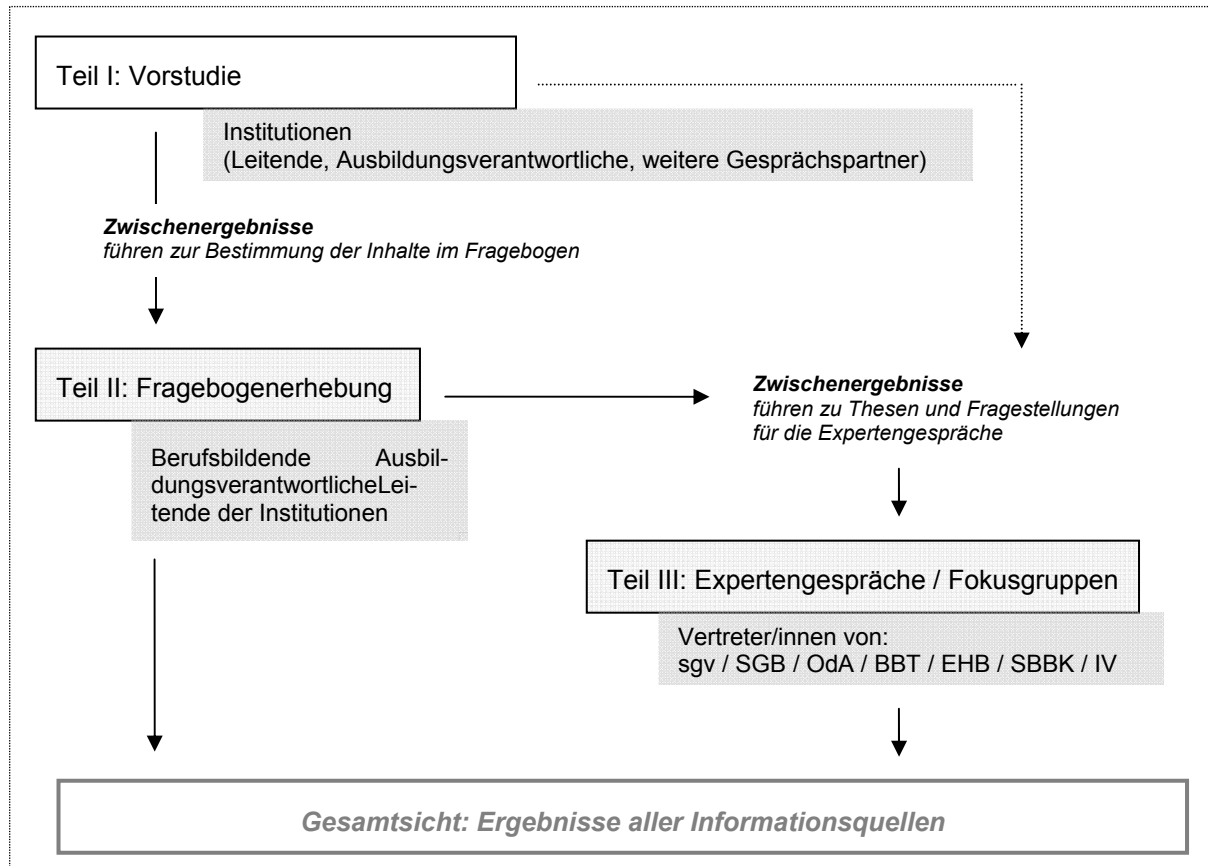 Teil I: Vorstudie
Institutionen
(Leitende, Ausbildungsverantwortliche, weitere Gesprächspartner)
Zwischenergebnisse
führen zur Bestimmung der Inhalte im Fragebogen
Teil II: Fragebogenerhebung
Berufsbildende Ausbil-
dungsverantwortlicheLei-
tende der Institutionen
Zwischenergebnisse
führen zu Thesen und Fragestellungen
für die Expertengespräche
Teil III: Expertengespräche / Fokusgruppen
Vertreter/innen von:
sgv / SGB / OdA / BBT / EHB / SBBK / IV
Gesamtsicht: Ergebnisse aller Informationsquellen